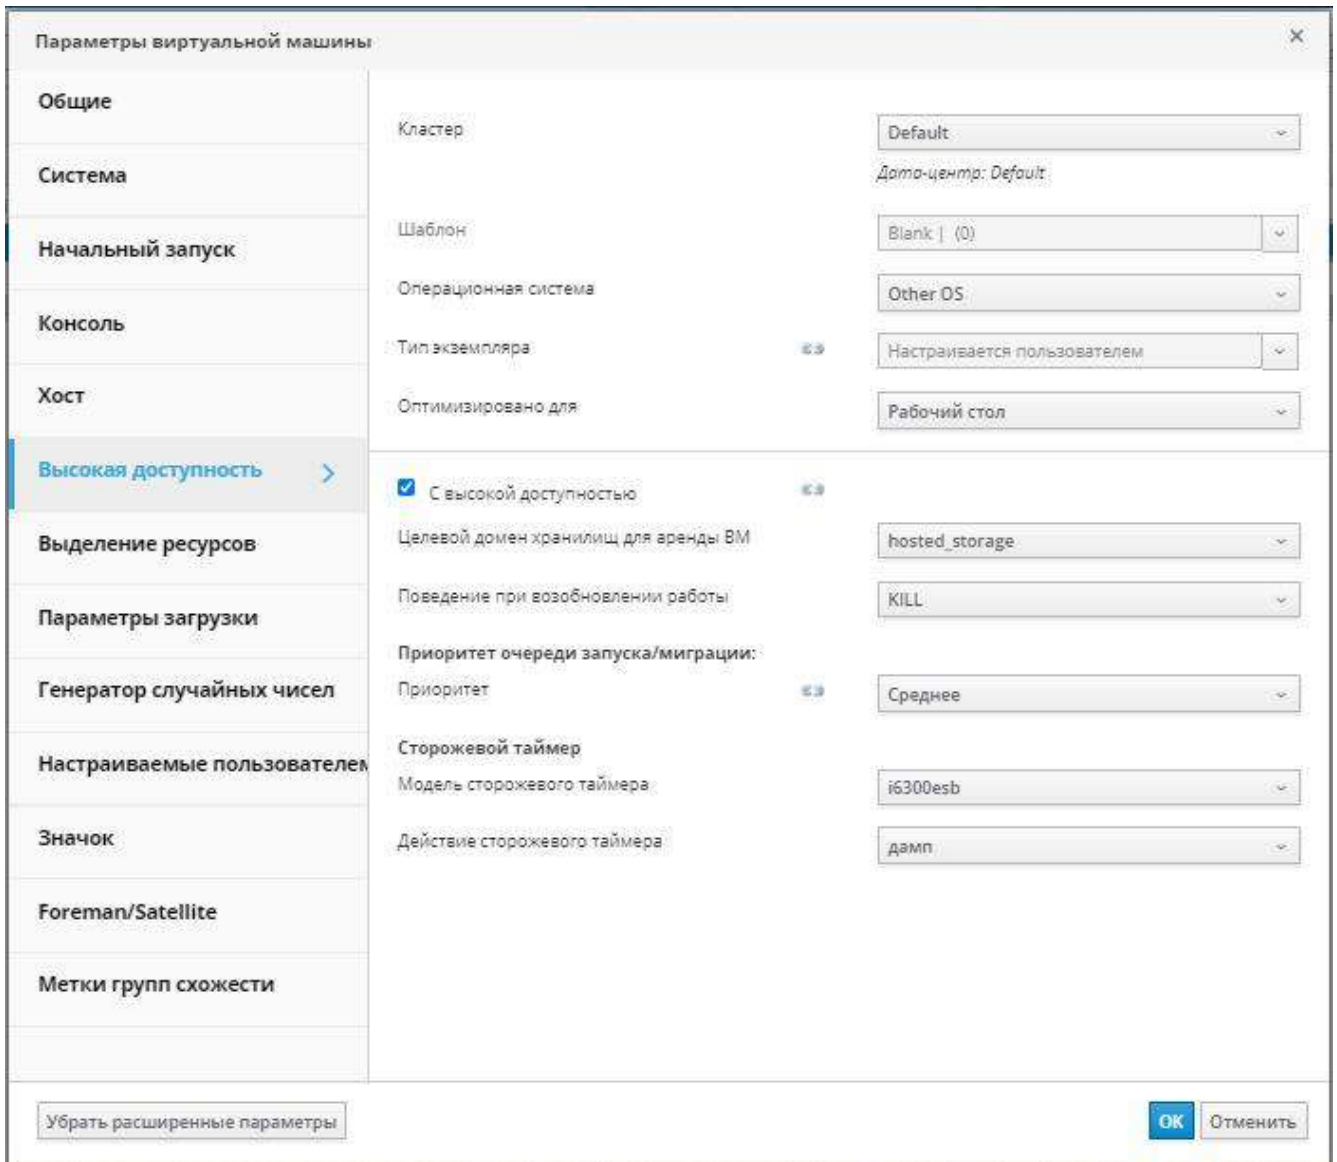 Параметры виртуальной машины
Общие
Система
Начальный запуск
Консоль
Хост
Высокая доступность
Выделение ресурсов
Параметры загрузки
Генератор случайных чисел
Настраиваемые пользователем
Значок
Foreman/Satellite
Метки групп схожести
Кластер
Default
Дата-центр: Default
Шаблон
Blank | (0)
Операционная система
Other OS
Тип экземпляра
Настраивается пользователем
Оптимизировано для
Рабочий стол
С высокой доступностью
Целевой домен хранилищ для аренды ВМ
hosted_storage
Поведение при возобновлении работы
KILL
Приоритет очереди запуска/миграции:
Приоритет
Среднее
Сторожевой таймер
Модель сторожевого таймера
i6300esb
Действие сторожевого таймера
дамп
Убрать расширенные параметры
OK
Отменить